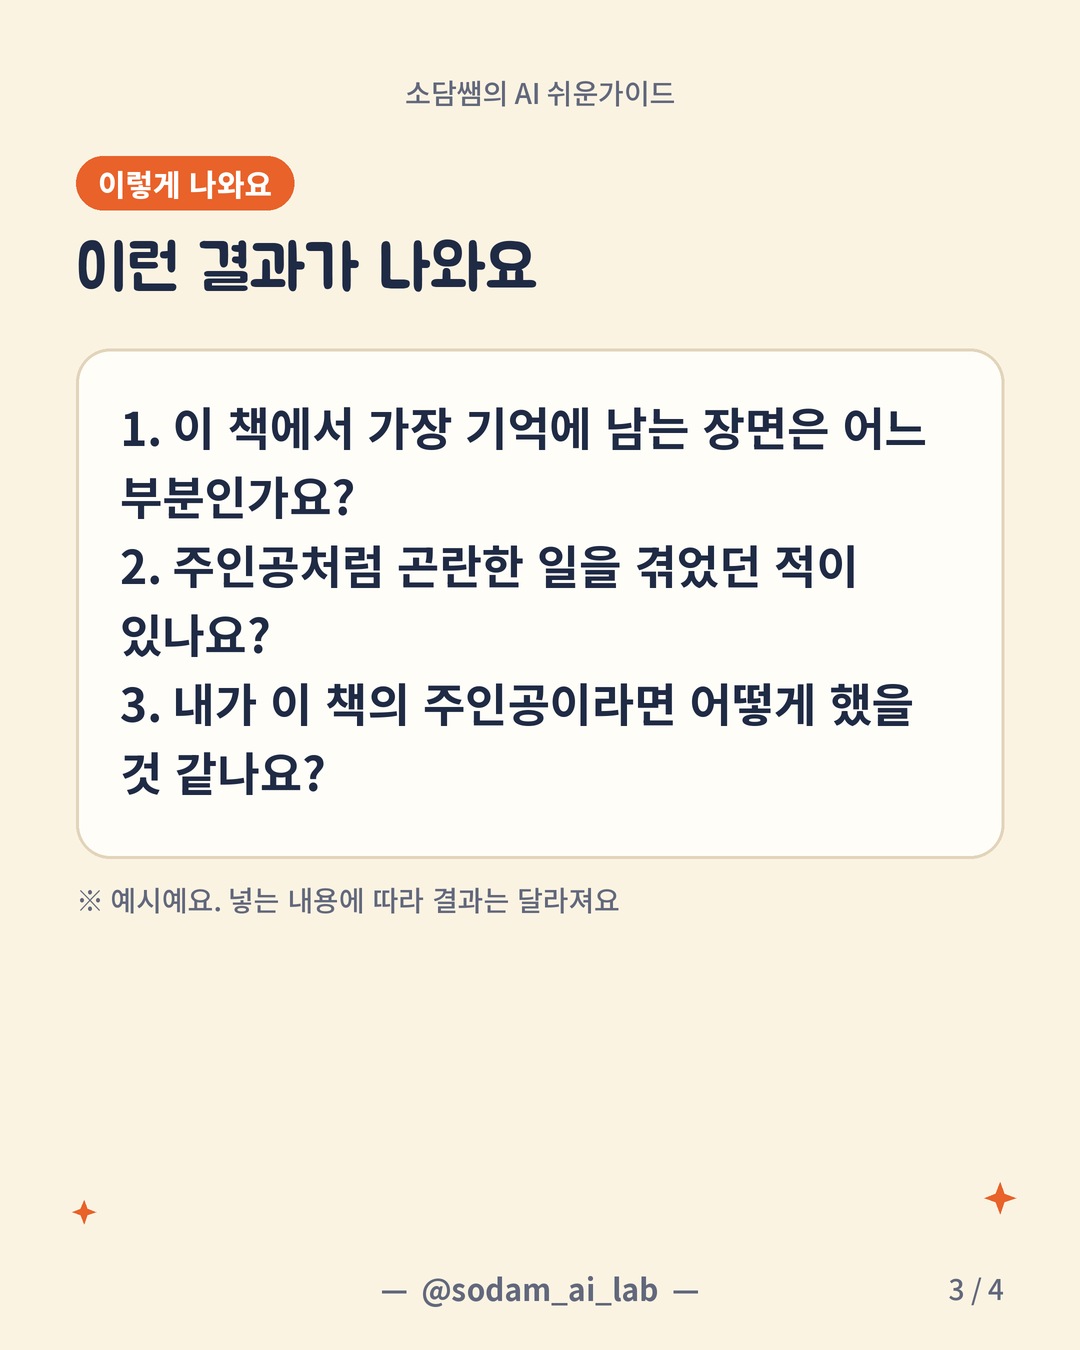 소담쌤의 AI 쉬운가이드
이렇게 나와요
이런 결과가 나와요
1. 이 책에서 가장 기억에 남는 장면은 어느
부분인가요?
2. 주인공처럼 곤란한 일을 겪었던 적이
있나요?
3. 내가 이 책의 주인공이라면 어떻게 했을
것 같나요?
※ 예시예요. 넣는 내용에 따라 결과는 달라져요
— @sodam_ai_lab —
3 / 4